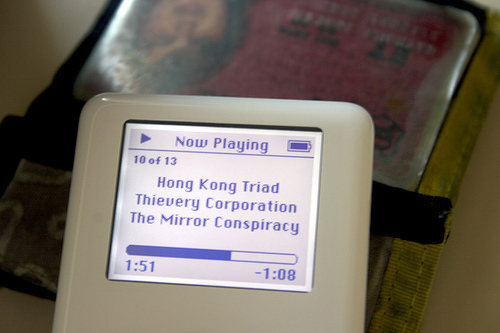 Now Playing
10 of 13
Hong Kong Triad
Thievery Corporation
The Mirror Conspiracy
1:51 -1:08